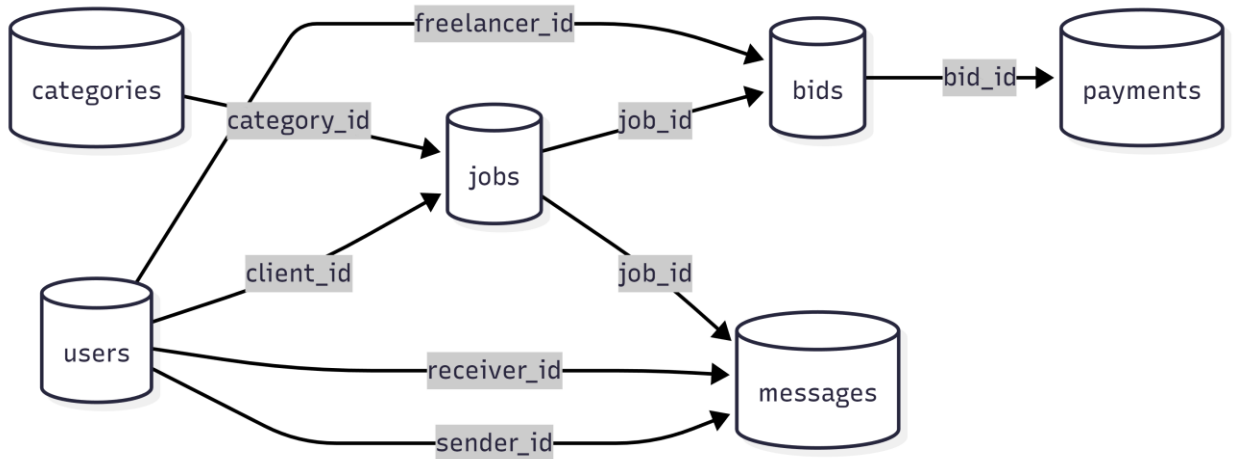 freelancer_id
categories
bids
bid_id
payments
category_id
job_id
jobs
client_id
job_id
users
receiver_id
messages
sender_id